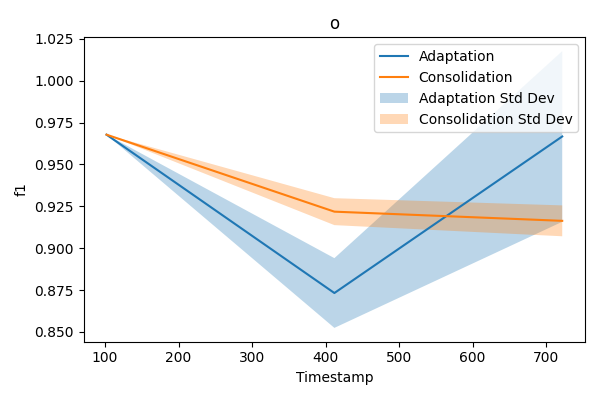 o
1.025
1.000
0.975
0.950
0.925
0.900
0.875
0.850
f1
Adaptation
Consolidation
Adaptation Std Dev
Consolidation Std Dev
100 200 300 400 500 600 700
Timestamp